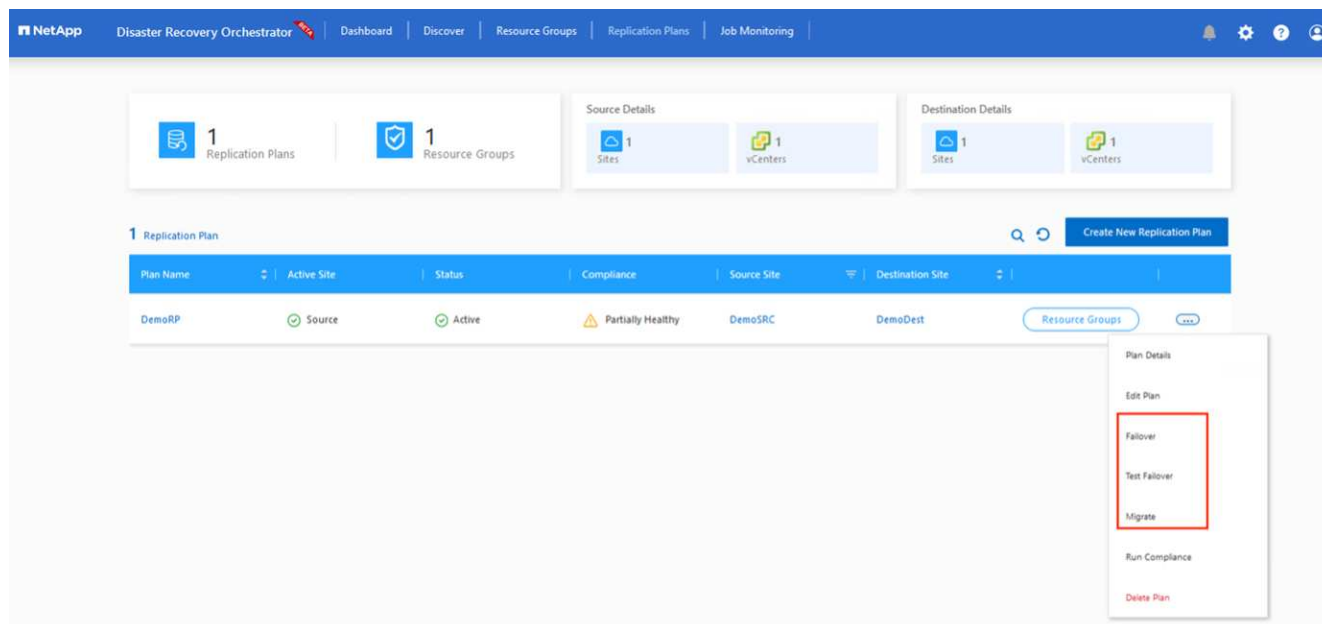 NetApp Disaster Recovery Orchestrator Dashboard Discover Resource Groups Replication Plans Job Monitoring
1
Replication Plans
1
Resource Groups
Source Details
1
Sites
1
vCenters
Destination Details
1
Sites
1
vCenters
1 Replication Plan
Create New Replication Plan
Plan Name Active Site Status Compliance Source Site Destination Site
DemoRP Source Active Partially Healthy DemoSRC DemoDest Resource Groups ...
Plan Details
Edit Plan
Failover
Test Failover
Migrate
Run Compliance
Delete Plan